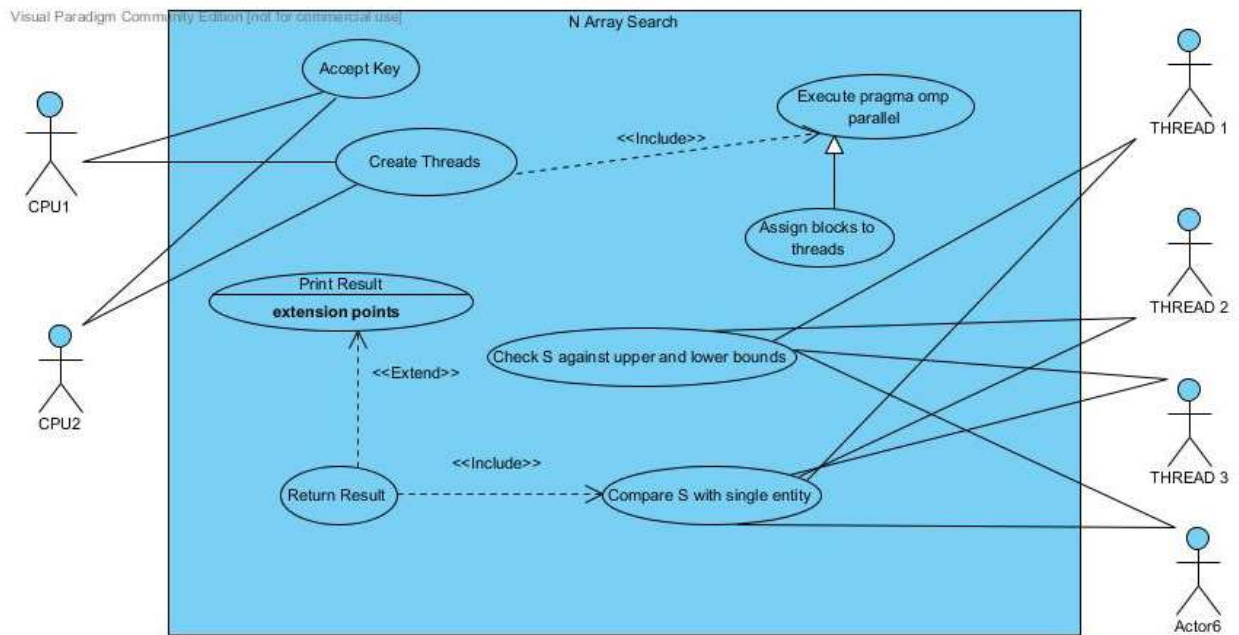 Visual Paradigm Community Edition [not for commercial use]
N Array Search
Accept Key
Execute pragma omp
parallel
THREAD 1
<<Include>>
Create Threads
CPU1
Assign blocks to
threads
Print Result
extension points
THREAD 2
Check S against upper and lower bounds
<<Extend>>
CPU2
<<Include>>
THREAD 3
Return Result
Compare S with single entity
Actor6